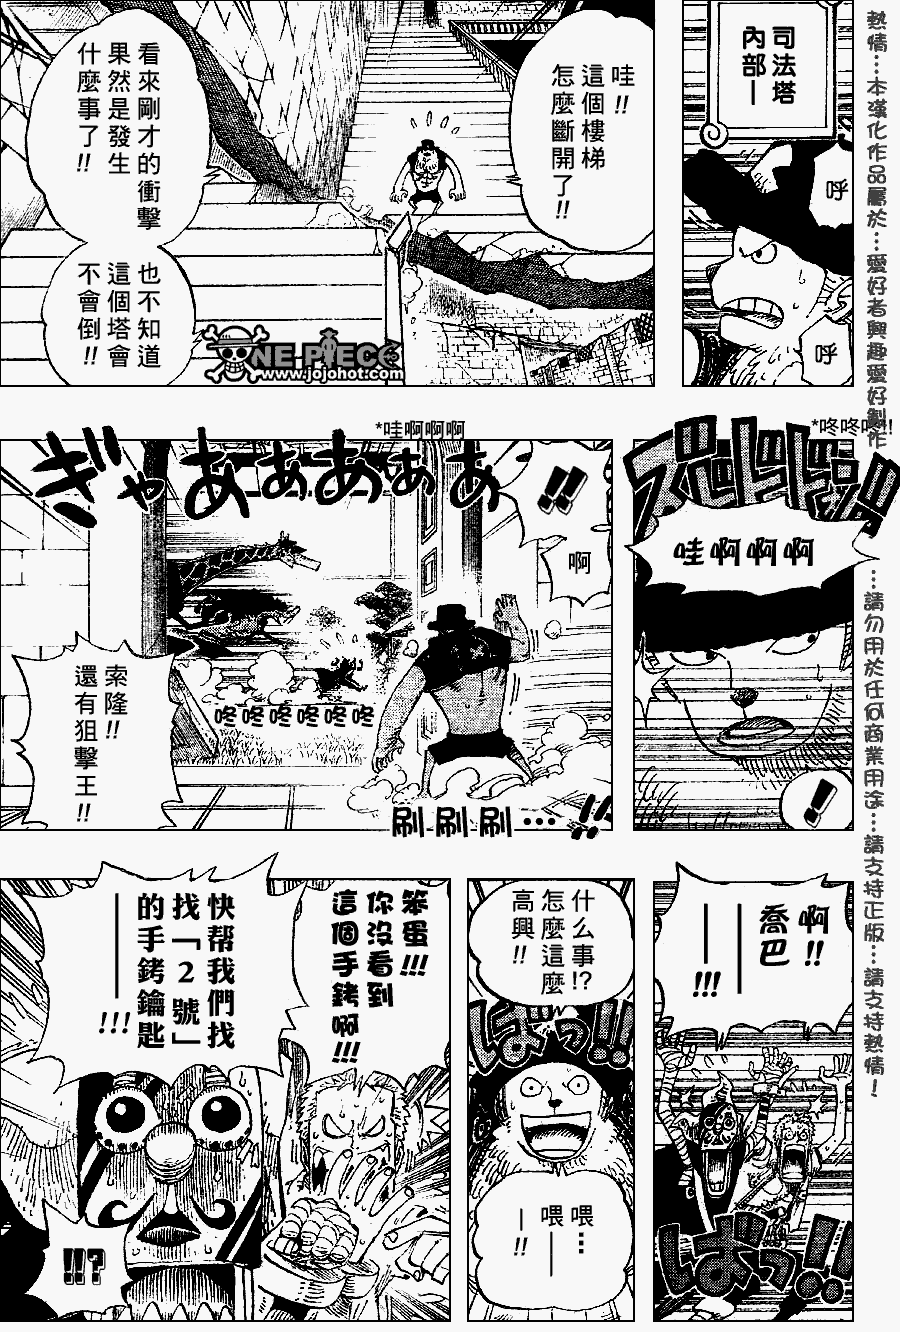 司法塔
內部—
呼
呼
哇!!
這個樓梯
怎麼斷
開了!!
看來剛才的衝擊
果然是發生
什麼事了!!
也不知道
這個塔會
不會倒!!
ONE PIECE
www.jojohot.com
*咚咚咚!!
ズドドドドッ
哇啊啊啊
!!
*哇啊啊啊
ぎゃああああぁ
!!
啊
索隆!!
還有狙擊王!!
咚咚咚咚咚咚
刷刷刷…!!
啊!!
喬巴
——!!!
ばっ!!
什么事!?
怎麼這麼
高興!!
ばっ!!
喂…
喂—
—!!
笨蛋!!!
你沒看到
這個手銬啊!!!
快帮我們找
找「2號」
的手銬鑰匙
——!!!
!!?
熱情…本漢化作品屬於…愛好者興趣愛好製作
…請勿用於任何商業用途…請支持正版…請支持熱情！